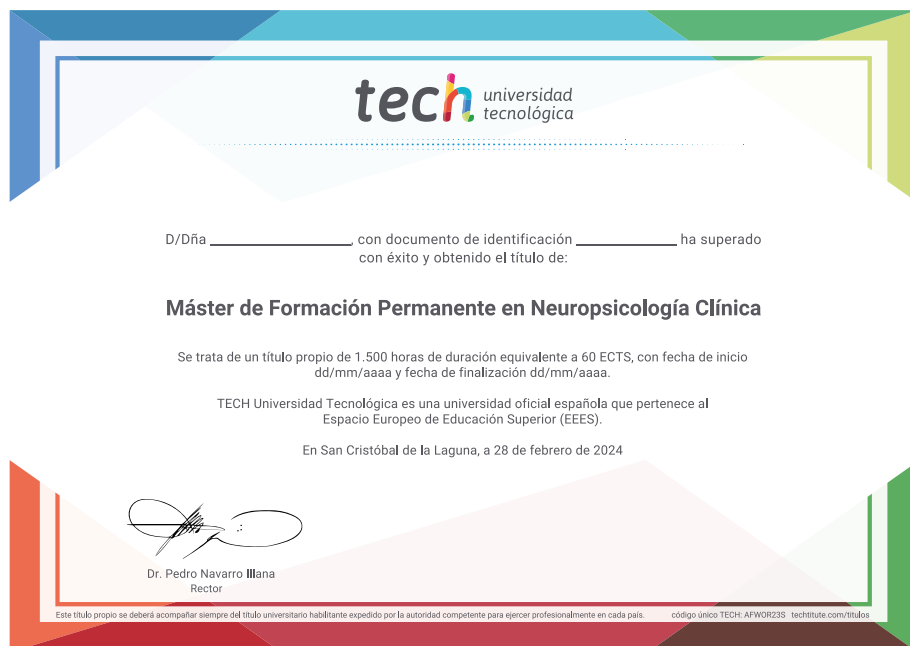 tech universidad
tecnológica
D/Dña ____________, con documento de identificación ____________ ha superado
con éxito y obtenido el título de:
Máster de Formación Permanente en Neuropsicología Clínica
Se trata de un título propio de 1.500 horas de duración equivalente a 60 ECTS, con fecha de inicio
dd/mm/aaaa y fecha de finalización dd/mm/aaaa.
TECH Universidad Tecnológica es una universidad oficial española que pertenece al
Espacio Europeo de Educación Superior (EEES).
En San Cristóbal de la Laguna, a 28 de febrero de 2024
Dr. Pedro Navarro Illana
Rector
Este título propio se deberá acompañar siempre del título universitario habilitante expedido por la autoridad competente para ejercer profesionalmente en cada país. código único TECH: AFWOR23S techtitute.com/titulos